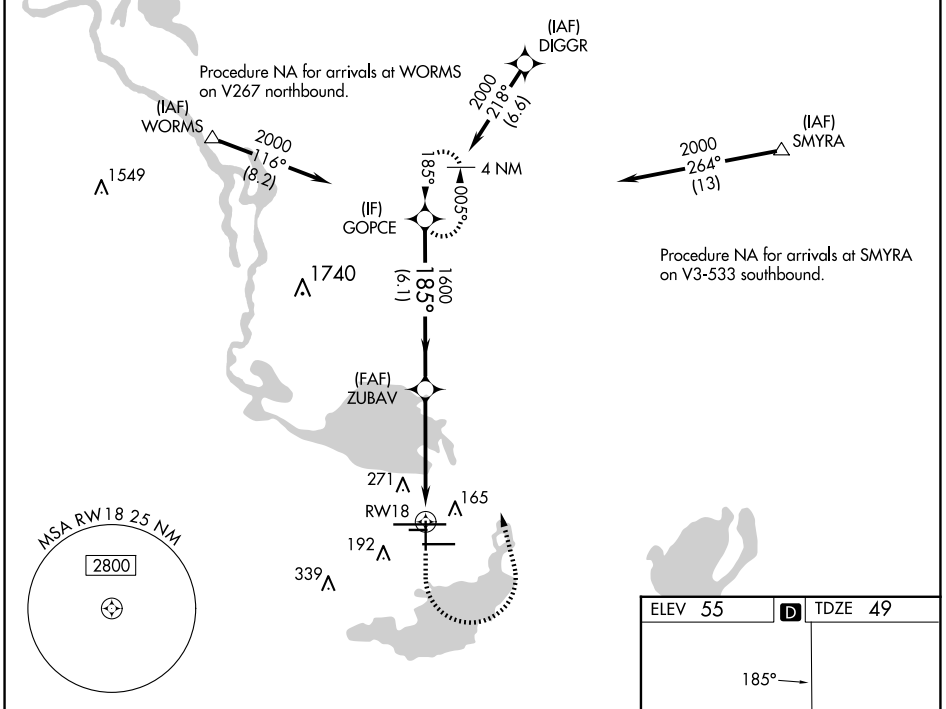 (IAF)
DIGGR
Procedure NA for arrivals at WORMS
on V267 northbound.
2000
218°
(6.6)
(IAF)
WORMS
2000
116°
(8.2)
(IAF)
SMYRA
2000
264°
(13)
185°
4 NM
005°
1549
(IF)
GOPCE
Procedure NA for arrivals at SMYRA
on V3-533 southbound.
1740
1600
185°
(6.1)
(FAF)
ZUBAV
271
165
RW18
192
339
MSA RW18 25 NM
2800
ELEV 55 D TDZE 49
185°